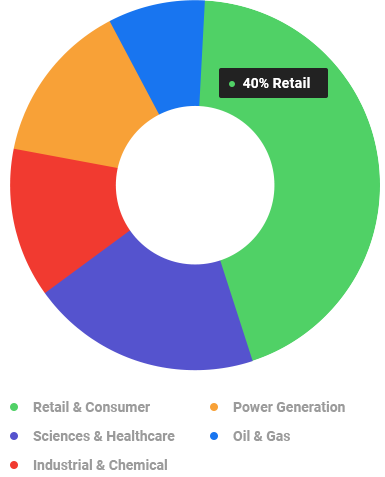 40% Retail
Retail & Consumer
Power Generation
Sciences & Healthcare
Oil & Gas
Industrial & Chemical